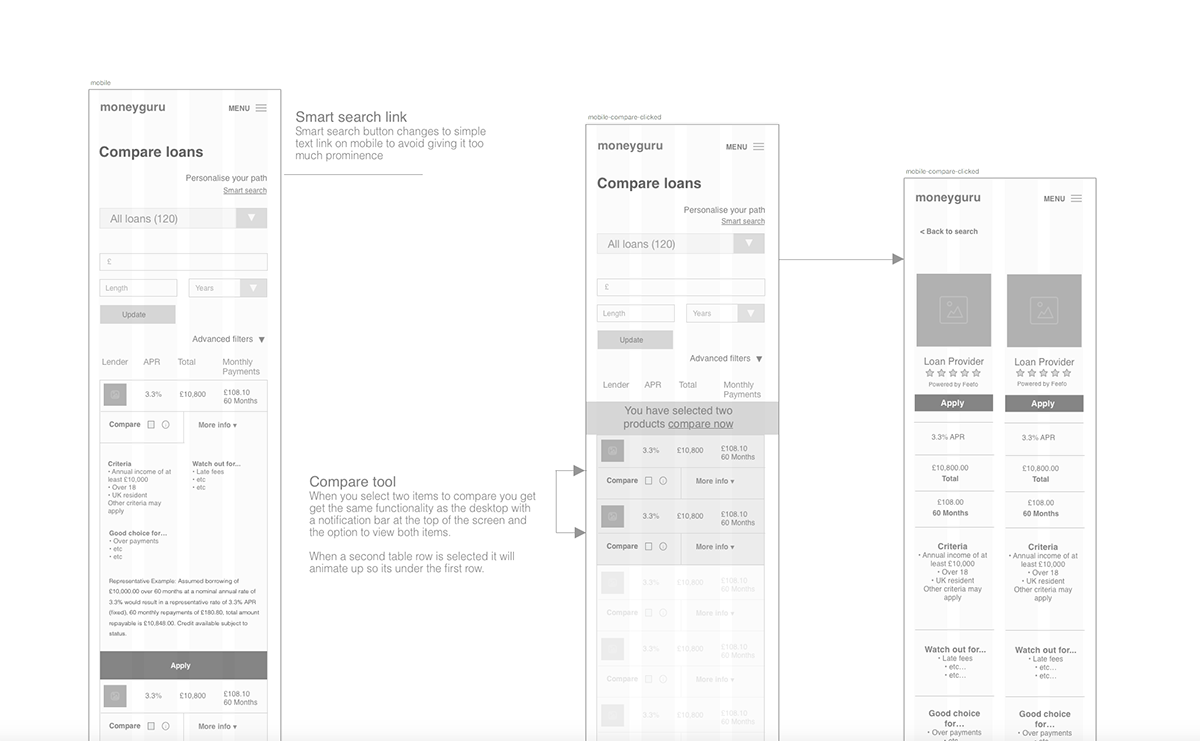 mobile
moneyguru
MENU
Compare loans
Personalise your path
Smart search
All loans (120)
£
Length
Years
Update
Advanced filters
Lender APR Total Monthly
Payments
3.3% £10,800 £108.10
60 Months
Compare More info
Criteria
• Annual income of at
least £10,000
• Over 18
• UK resident
Other criteria may
apply
Watch out for...
• Late fees
• etc
• etc
Good choice for…
• Over payments
• etc
• etc
Representative Example: Assumed borrowing of
£10,000.00 over 60 months at a nominal annual rate of
3.3% would result in a representative rate of 3.3% APR
(fixed). 60 monthly repayments of £180.80, total amount
repayable is £10,848.00. Credit available subject to
status.
Apply
3.3% £10,800 £108.10
60 Months
Compare More info
Smart search link
Smart search button changes to simple
text link on mobile to avoid giving it too
much prominence
Compare tool
When you select two items to compare you get
get the same functionality as the desktop with
a notification bar at the top of the screen and
the option to view both items.
When a second table row is selected it will
animate up so its under the first row.
mobile-compare-clicked
moneyguru
MENU
Compare loans
Personalise your path
Smart search
All loans (120)
£
Length
Years
Update
Advanced filters
Lender APR Total Monthly
Payments
You have selected two
products compare now
3.3% £10,800 £108.10
60 Months
Compare More info
3.3% £10,800 £108.10
60 Months
Compare More info
3.3% £10,800 £108.10
60 Months
Compare More info
3.3% £10,800 £108.10
60 Months
Compare More info
3.3% £10,800 £108.10
60 Months
mobile-compare-clicked
moneyguru
MENU
< Back to search
Loan Provider
Powered by Feefo
Apply
3.3% APR
£10,800.00
Total
£108.00
60 Months
Criteria
• Annual income of at
least £10,000
• Over 18
• UK resident
Other criteria may
apply
Watch out for...
• Late fees
• etc…
• etc…
Good choice
for…
• Over payments
• etc…
Loan Provider
Powered by Feefo
Apply
3.3% APR
£10,800.00
Total
£108.00
60 Months
Criteria
• Annual income of at
least £10,000
• Over 18
• UK resident
Other criteria may
apply
Watch out for...
• Late fees
• etc…
• etc…
Good choice
for…
• Over payments
• etc…